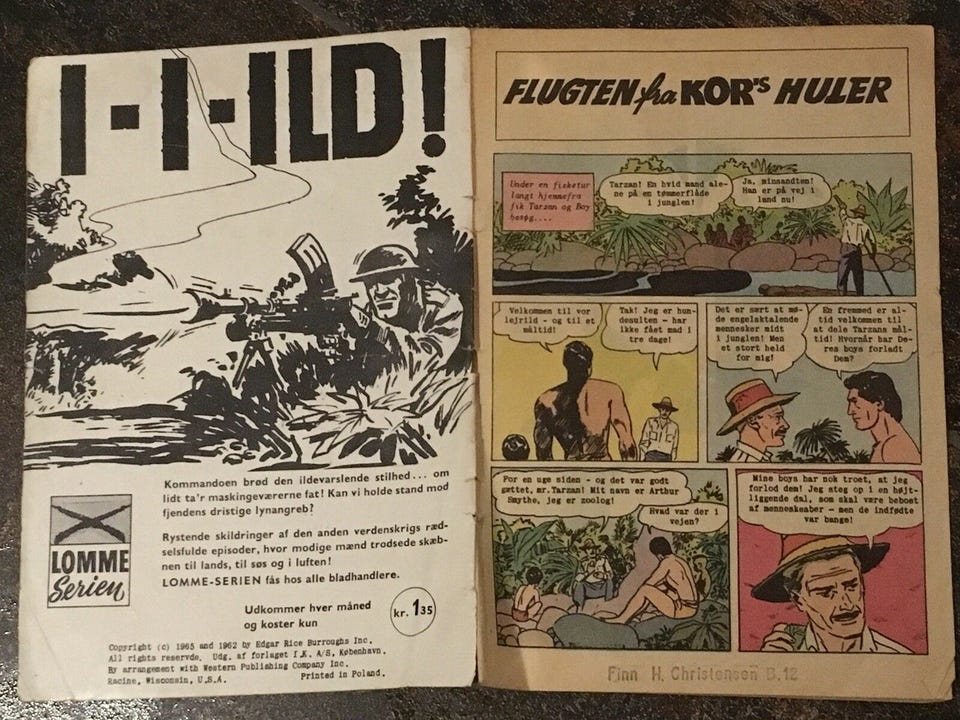 I-I-ILD!
Kommandoen brød den ildevarslende stilhed... om
lidt ta'r maskingeværerne fat! Kan vi holde stand mod
fjendens dristige lynangreb?
Rystende skildringer af den anden verdenskrigs ræd-
selsfulde episoder, hvor modige mænd trodsede skæb-
nen til lands, til søs og i luften!
LOMME-SERIEN fås hos alle bladhandlere.
LOMME
Serien
Udkommer hver måned
og koster kun
kr. 135
Copyright (c) 1965 and 1962 by Edgar Rice Burroughs Inc.
All rights reservde. Udg. af forlaget I.K. A/S, København.
By arrangement with Western Publishing Company Inc.
Racine, Wisconsin, U.S.A.
Printed in Poland.
FLUGTEN fra KOR's HULER
Under en fisketur
langt hjemmefra
fik Tarzan og Boy
besøg....
Tarzan! En hvid mand ale-
ne på en tømmerflåde
i junglen!
Ja, minsandten!
Han er på vej i
land nu!
Velkommen til vor
lejrild - og til et
måltid!
Tak! Jeg er hun-
desulten - har
ikke fået mad i
tre dage!
Det er sært at mø-
de engelsktalende
mennesker midt
i junglen! Men
et stort held
for mig!
En fremmed er al-
tid velkommen til
at dele Tarzans mål-
tid! Hvornår har De-
res boys forladt
Dem?
For en uge siden - og det var godt
gættet, mr.Tarzan! Mit navn er Arthur
Smythe, jeg er zoolog!
Hvad var der i
vejen?
Mine boys har nok troet, at jeg
forlod dem! Jeg steg op i en højt-
liggende dal, som skal være beboet
af menneskeaber - men de indfødte
var bange!
Finn H. Christensen B.12